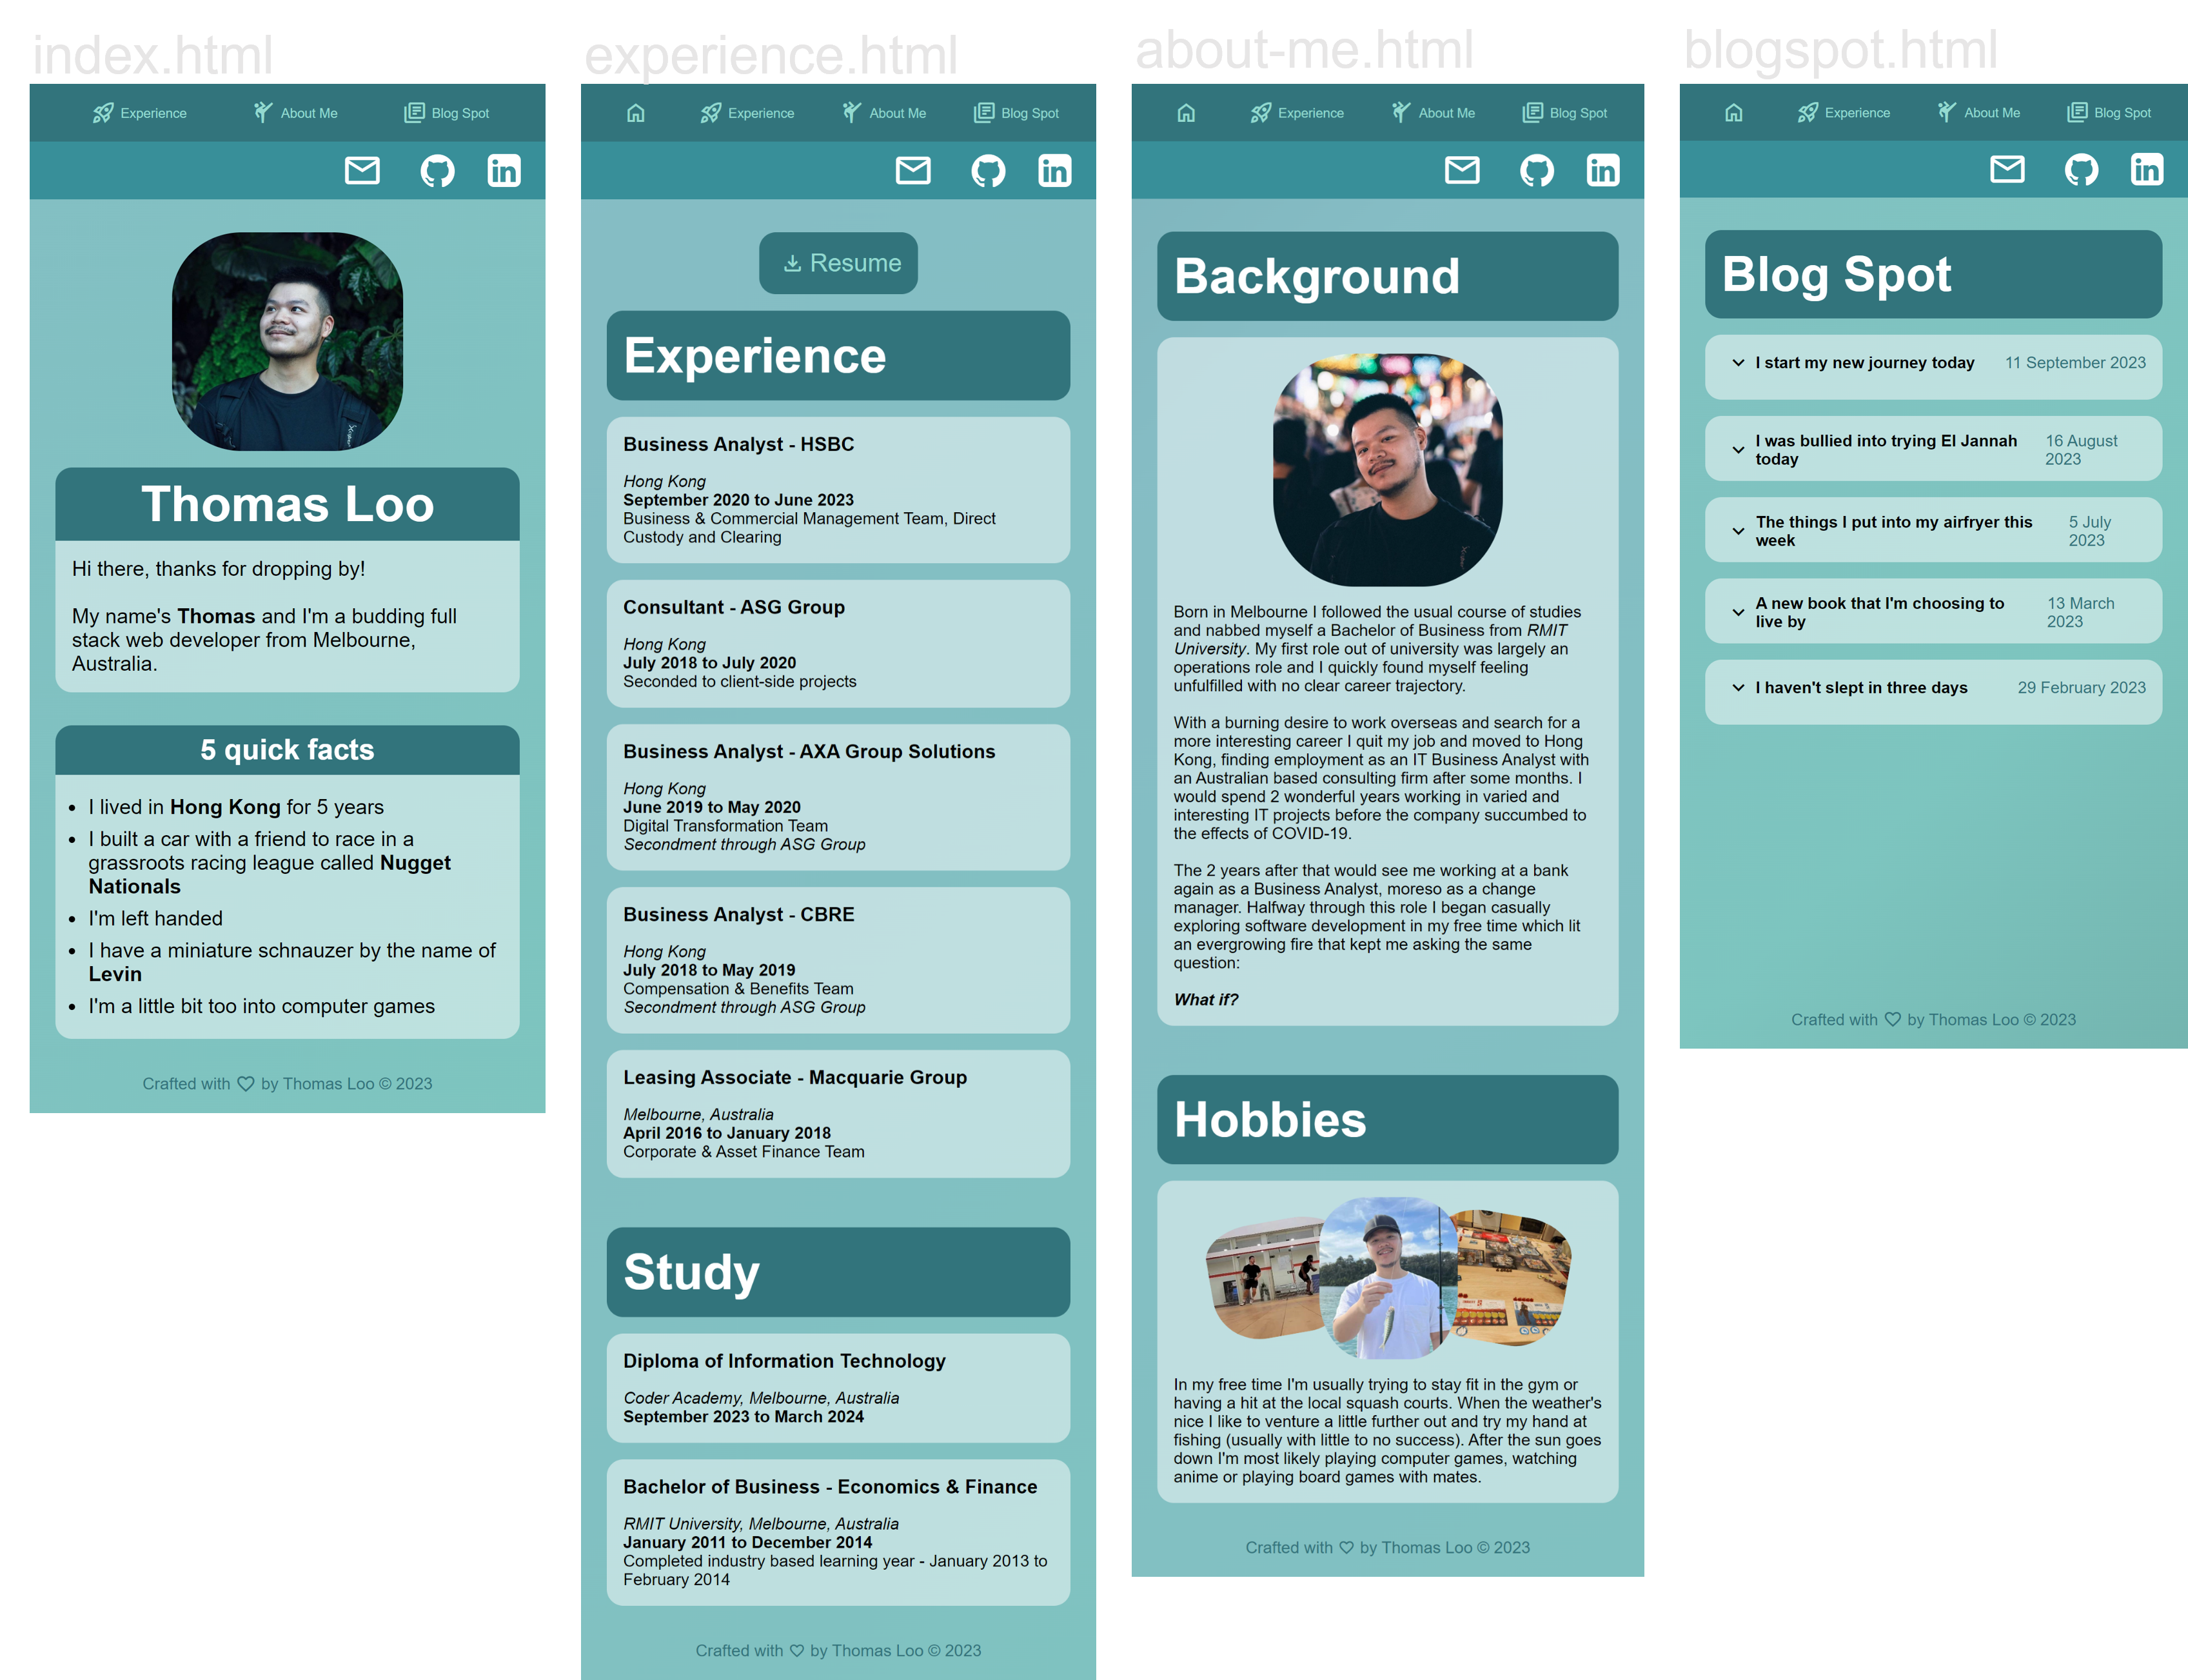 index.html
Experience
About Me
Blog Spot
Thomas Loo
Hi there, thanks for dropping by!
My name's Thomas and I'm a budding full
stack web developer from Melbourne,
Australia.
5 quick facts
I lived in Hong Kong for 5 years
I built a car with a friend to race in a
grassroots racing league called Nugget
Nationals
I'm left handed
I have a miniature schnauzer by the name of
Levin
I'm a little bit too into computer games
Crafted with by Thomas Loo © 2023
experience.html
Experience
About Me
Blog Spot
in
Resume
Experience
Business Analyst - HSBC
Hong Kong
September 2020 to June 2023
Business & Commercial Management Team, Direct
Custody and Clearing
Consultant - ASG Group
Hong Kong
July 2018 to July 2020
Seconded to client-side projects
Business Analyst - AXA Group Solutions
Hong Kong
June 2019 to May 2020
Digital Transformation Team
Secondment through ASG Group
Business Analyst - CBRE
Hong Kong
July 2018 to May 2019
Compensation & Benefits Team
Secondment through ASG Group
Leasing Associate - Macquarie Group
Melbourne, Australia
April 2016 to January 2018
Corporate & Asset Finance Team
Study
Diploma of Information Technology
Coder Academy, Melbourne, Australia
September 2023 to March 2024
Bachelor of Business - Economics & Finance
RMIT University, Melbourne, Australia
January 2011 to December 2014
Completed industry based learning year - January 2013 to
February 2014
Crafted with by Thomas Loo © 2023
about-me.html
Experience
About Me
Blog Spot
in
Background
Born in Melbourne I followed the usual course of studies
and nabbed myself a Bachelor of Business from RMIT
University. My first role out of university was largely an
operations role and I quickly found myself feeling
unfulfilled with no clear career trajectory.
With a burning desire to work overseas and search for a
more interesting career I quit my job and moved to Hong
Kong, finding employment as an IT Business Analyst with
an Australian based consulting firm after some months. I
would spend 2 wonderful years working in varied and
interesting IT projects before the company succumbed to
the effects of COVID-19.
The 2 years after that would see me working at a bank
again as a Business Analyst, moreso as a change
manager. Halfway through this role I began casually
exploring software development in my free time which lit
an evergrowing fire that kept me asking the same
question:
What if?
Hobbies
In my free time I'm usually trying to stay fit in the gym or
having a hit at the local squash courts. When the weather's
nice I like to venture a little further out and try my hand at
fishing (usually with little to no success). After the sun goes
down I'm most likely playing computer games, watching
anime or playing board games with mates.
Crafted with by Thomas Loo © 2023
blogspot.html
Experience
About Me
Blog Spot
in
Blog Spot
I start my new journey today 11 September 2023
I was bullied into trying El Jannah 16 August
today 2023
The things I put into my airfryer this 5 July
week 2023
A new book that I'm choosing to 13 March
live by 2023
I haven't slept in three days 29 February 2023
Crafted with by Thomas Loo © 2023